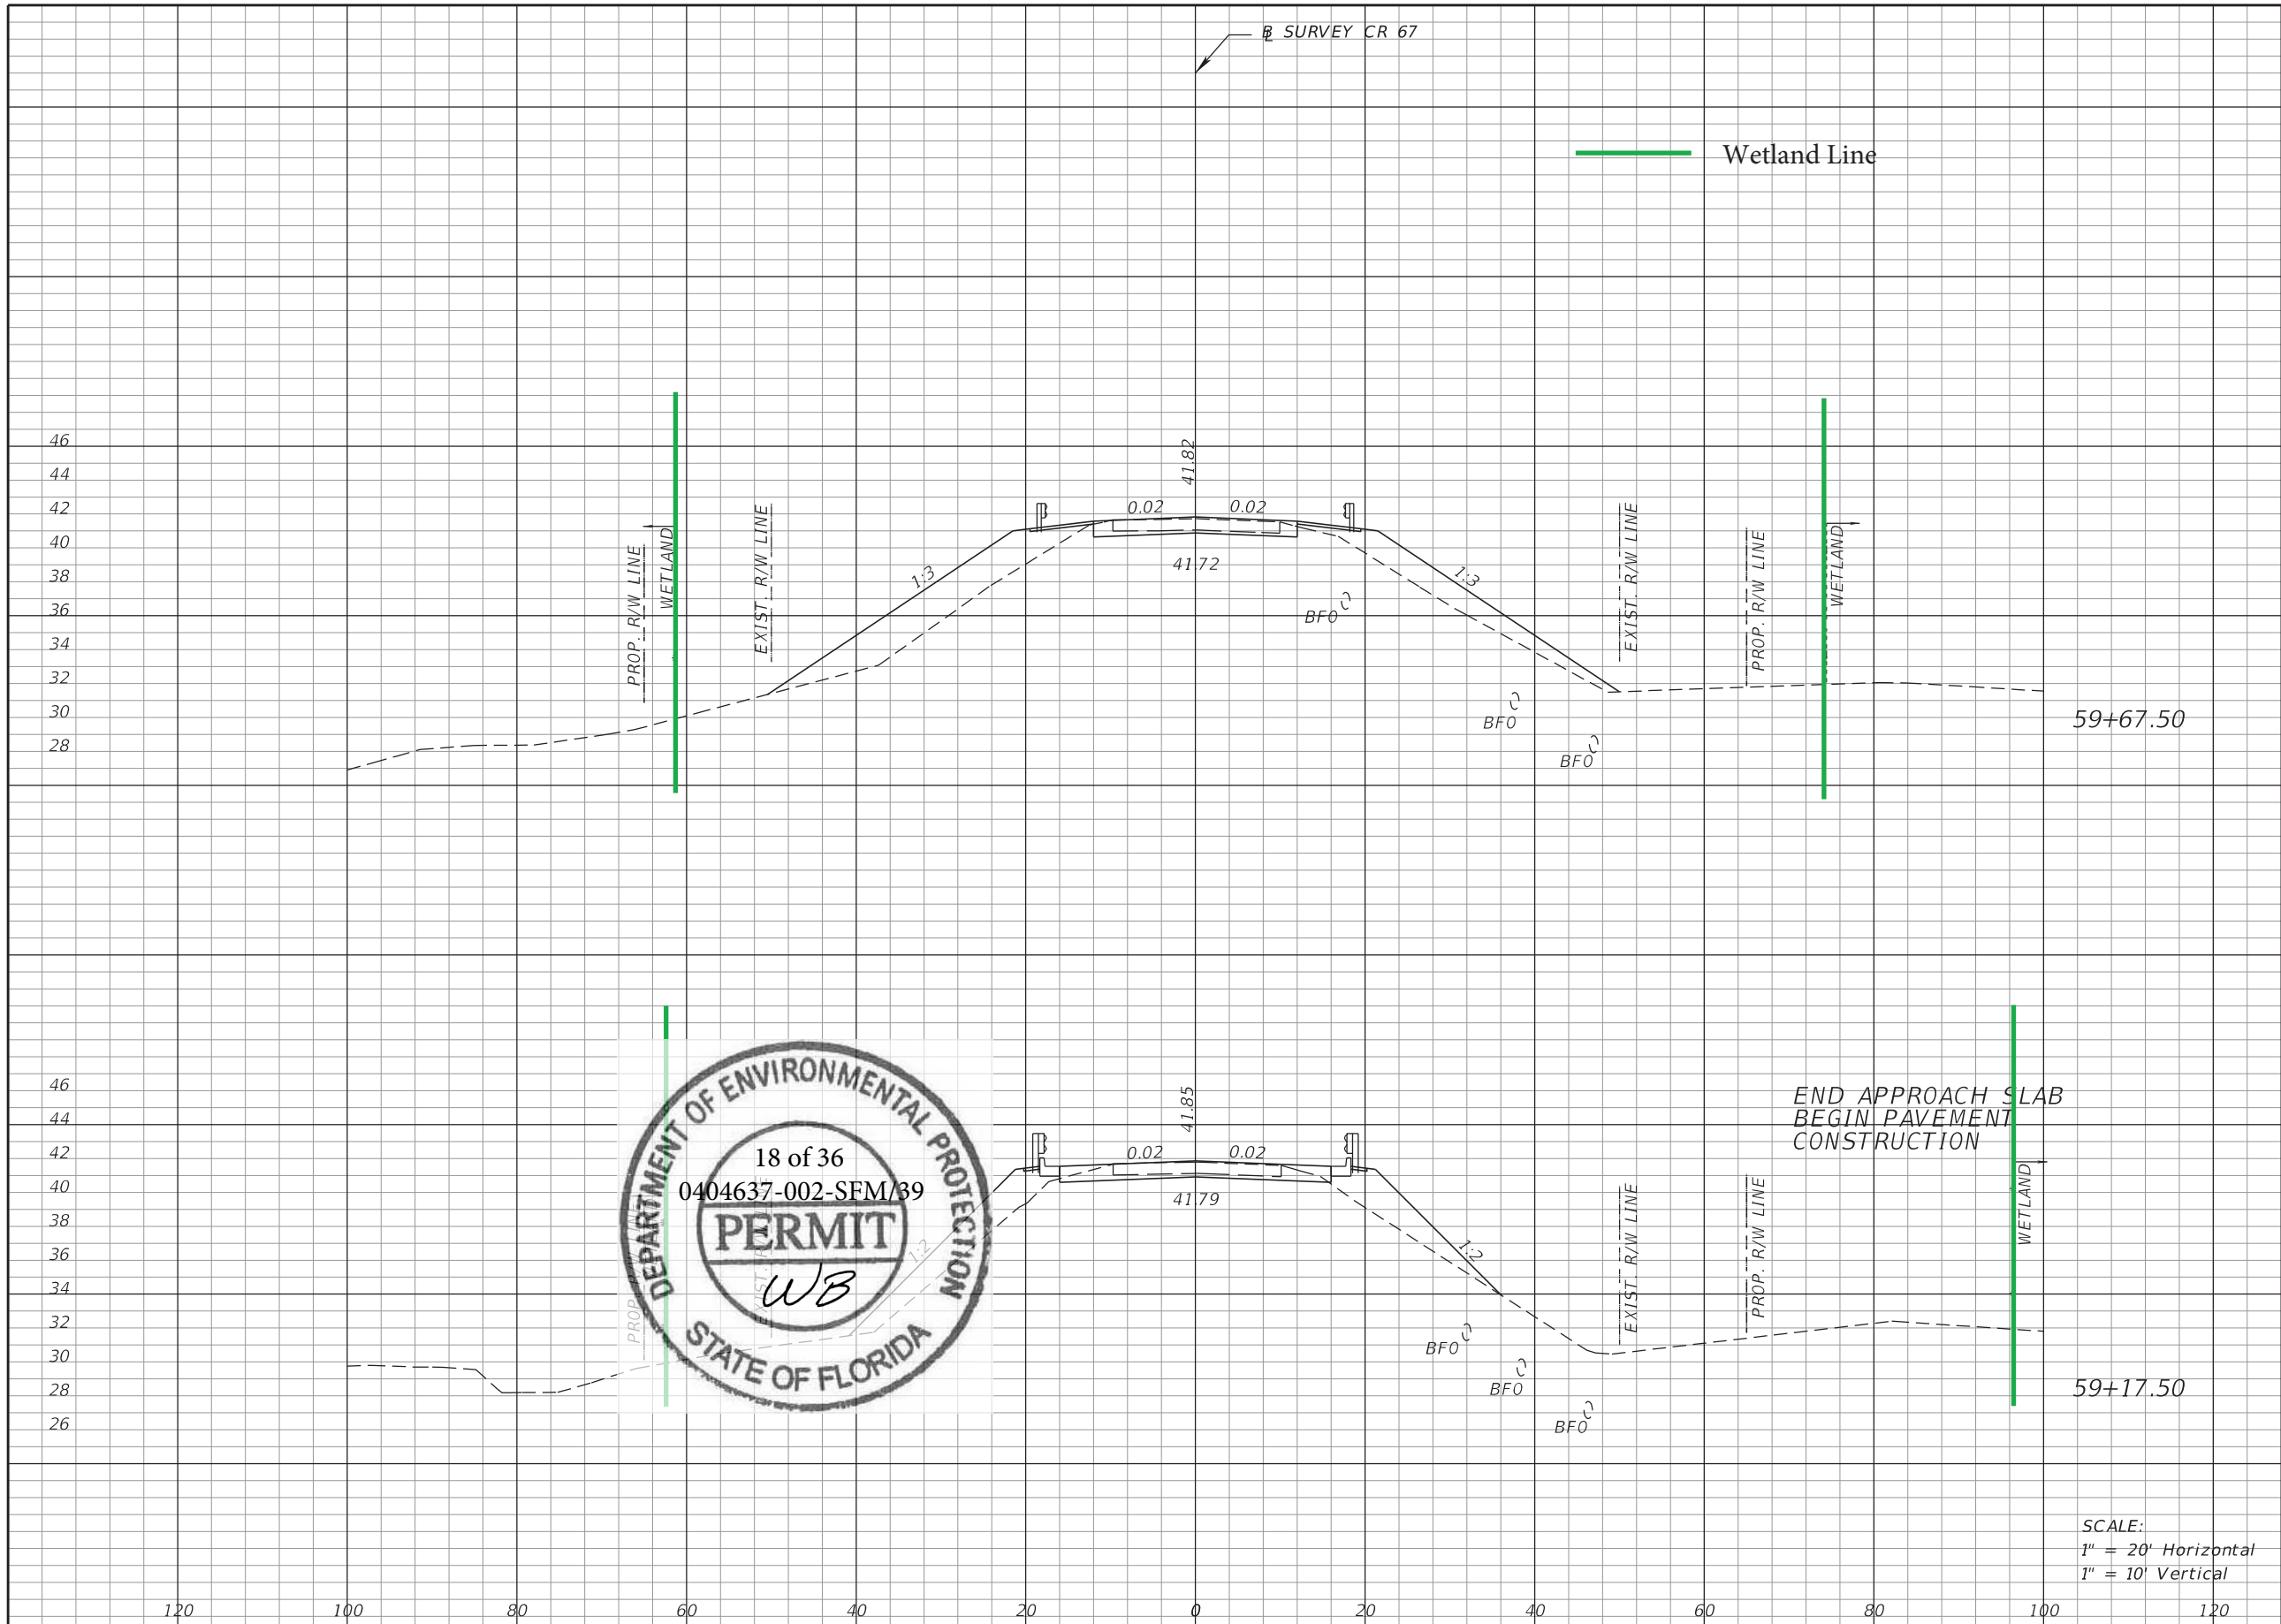 ℄ SURVEY CR 67
Wetland Line
46
44
42
40
38
36
34
32
30
28
PROP. R/W LINE
WETLAND
EXIST. R/W LINE
1:3
0.02
41.82
0.02
41.72
1:3
BFO
BFO
BFO
EXIST. R/W LINE
PROP. R/W LINE
WETLAND
59+67.50
46
44
42
40
38
36
34
32
30
28
26
DEPARTMENT OF ENVIRONMENTAL PROTECTION
18 of 36
0404637-002-SFM/39
PERMIT
WB
STATE OF FLORIDA
1:2
0.02
41.85
0.02
41.79
1:2
BFO
BFO
BFO
EXIST. R/W LINE
PROP. R/W LINE
END APPROACH SLAB
BEGIN PAVEMENT
CONSTRUCTION
WETLAND
59+17.50
SCALE:
1" = 20' Horizontal
1" = 10' Vertical
120 100 80 60 40 20 0 20 40 60 80 100 120